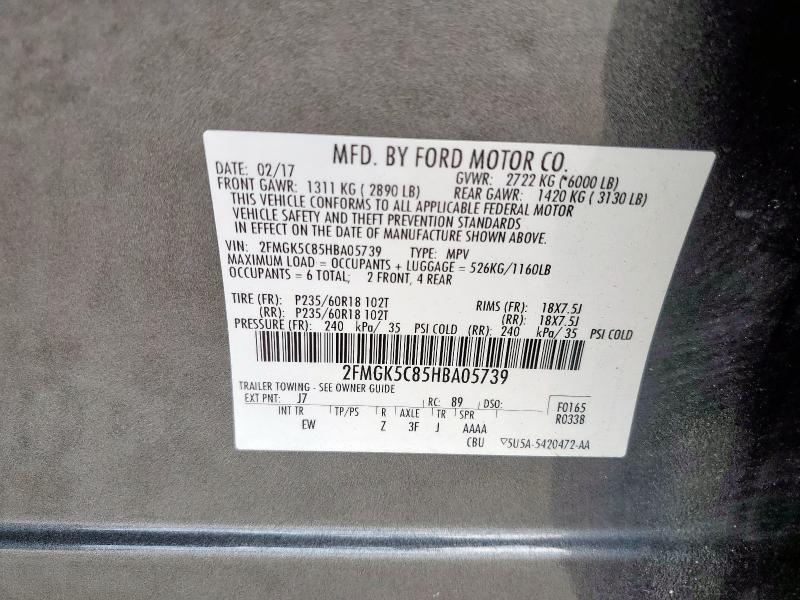 MFD. BY FORD MOTOR CO.
DATE: 02/17 GVWR: 2722 KG (*6000 LB)
FRONT GAWR: 1311 KG ( 2890 LB) REAR GAWR: 1420 KG ( 3130 LB)
THIS VEHICLE CONFORMS TO ALL APPLICABLE FEDERAL MOTOR
VEHICLE SAFETY AND THEFT PREVENTION STANDARDS
IN EFFECT ON THE DATE OF MANUFACTURE SHOWN ABOVE.
VIN: 2FMGK5C85HBA05739 TYPE: MPV
MAXIMUM LOAD = OCCUPANTS + LUGGAGE = 526KG/1160LB
OCCUPANTS = 6 TOTAL; 2 FRONT, 4 REAR
TIRE (FR): P235/60R18 102T RIMS (FR): 18X7.5J
(RR): P235/60R18 102T (RR): 18X7.5J
PRESSURE (FR): 240 kPa/ 35 PSI COLD (RR): 240 kPa/ 35 PSI COLD
2FMGK5C85HBA05739
TRAILER TOWING - SEE OWNER GUIDE
EXT PNT: J7 RC: 89 DSO: F0165
INT TR TP/PS R AXLE TR SPR R0338
EW Z 3F J AAAA
CBU 5U5A-5420472-AA